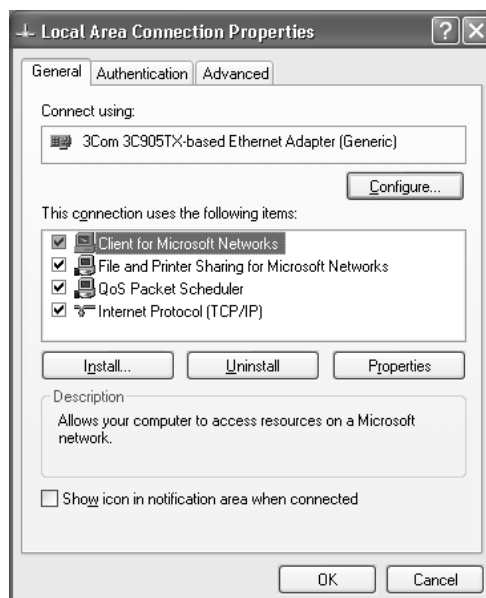 Local Area Connection Properties
General Authentication Advanced
Connect using:
3Com 3C905TX-based Ethernet Adapter (Generic)
Configure...
This connection uses the following items:
Client for Microsoft Networks
File and Printer Sharing for Microsoft Networks
QoS Packet Scheduler
Internet Protocol (TCP/IP)
Install... Uninstall Properties
Description
Allows your computer to access resources on a Microsoft
network.
Show icon in notification area when connected
OK Cancel